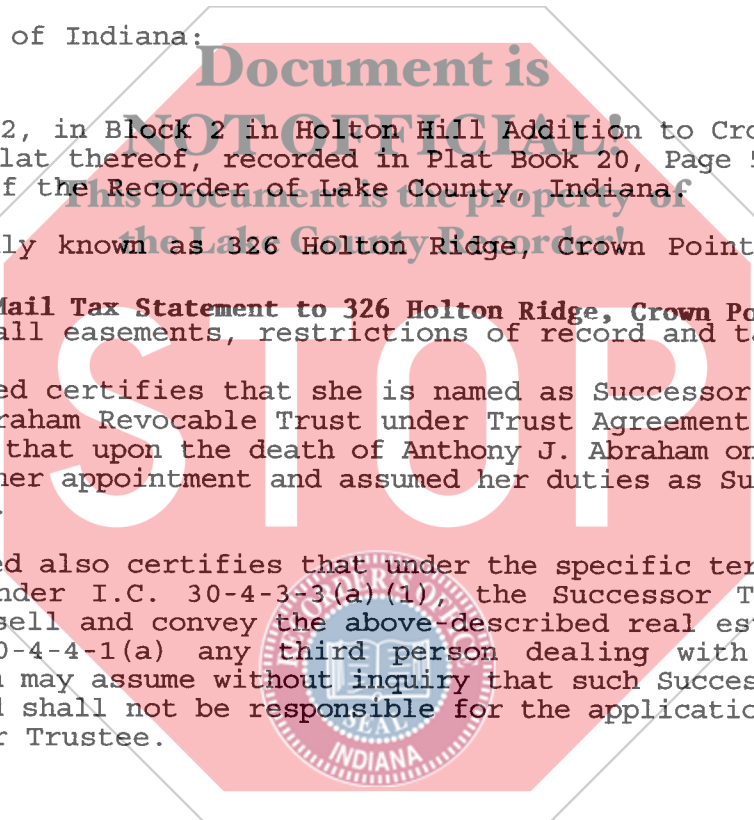 of Indiana:
Document is
NOT OFFICIAL!
2, in Block 2 in Holton Hill Addition to Cro
lat thereof, recorded in Plat Book 20, Page 5
f the Recorder of Lake County, Indiana.
This Document is the property of
the Lake County Recorder!
ly known as 326 Holton Ridge, Crown Point
Mail Tax Statement to 326 Holton Ridge, Crown Po
all easements, restrictions of record and ta
ed certifies that she is named as Successor
raham Revocable Trust under Trust Agreement
that upon the death of Anthony J. Abraham on
her appointment and assumed her duties as Su
.
STOP
ed also certifies that under the specific ter
nder I.C. 30-4-3-3(a)(1), the Successor T
sell and convey the above-described real est
0-4-4-1(a) any third person dealing with
may assume without inquiry that such Success
d shall not be responsible for the applicatio
r Trustee.
RECORDER'S OFFICE
SEAL
INDIANA